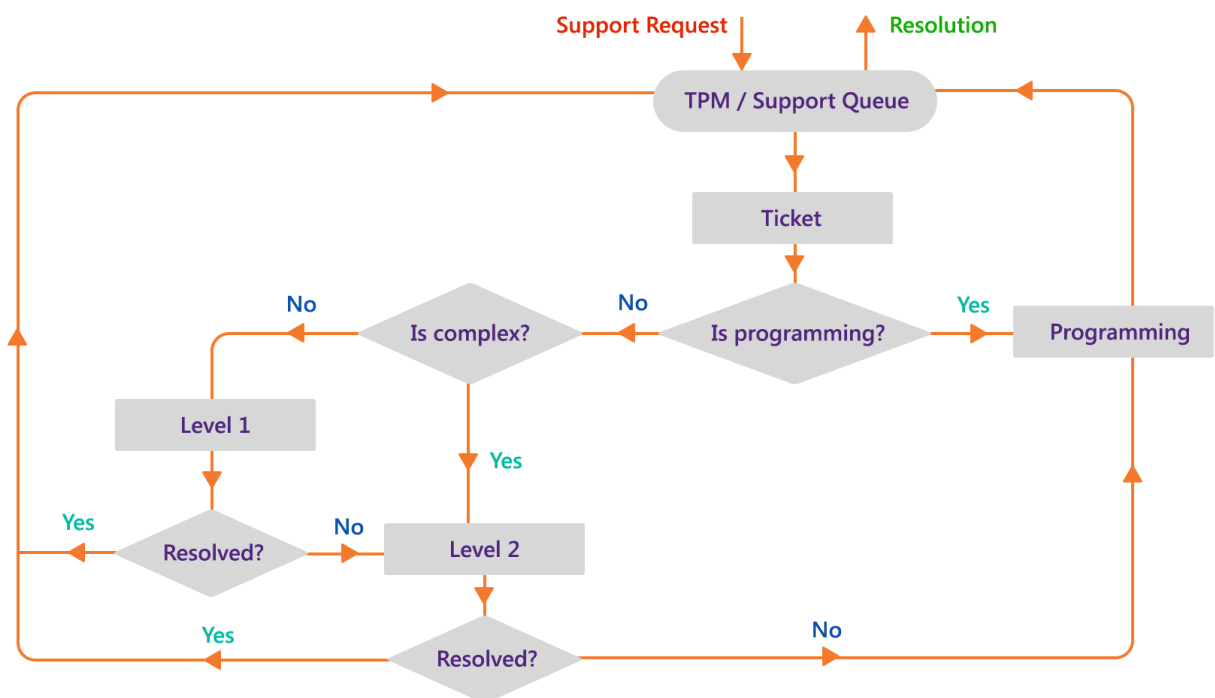 Support Request
Resolution
TPM / Support Queue
Ticket
No
No
Yes
Is complex?
Is programming?
Programming
Level 1
Yes
Yes
No
Resolved?
Level 2
Yes
No
Resolved?